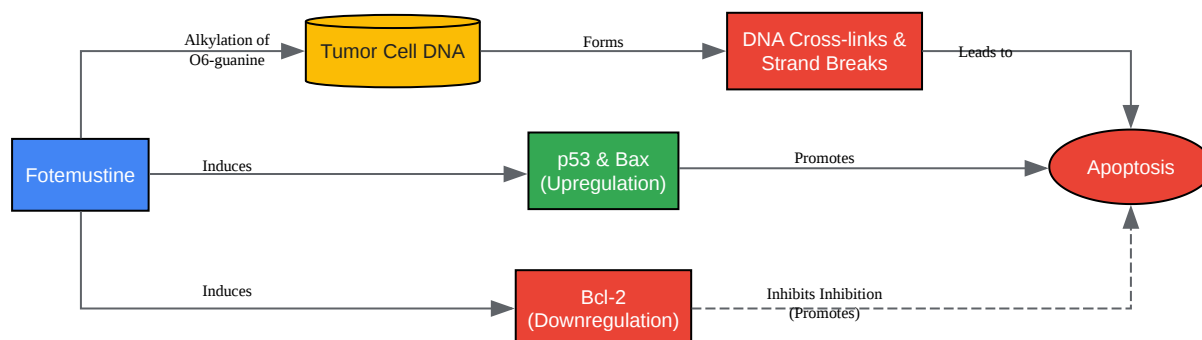 Alkylation of
O6-guanine
Tumor Cell DNA
Forms
DNA Cross-links &
Strand Breaks
Leads to
Fotemustine
Induces
p53 & Bax
(Upregulation)
Promotes
Apoptosis
Induces
Bcl-2
(Downregulation)
Inhibits Inhibition
(Promotes)